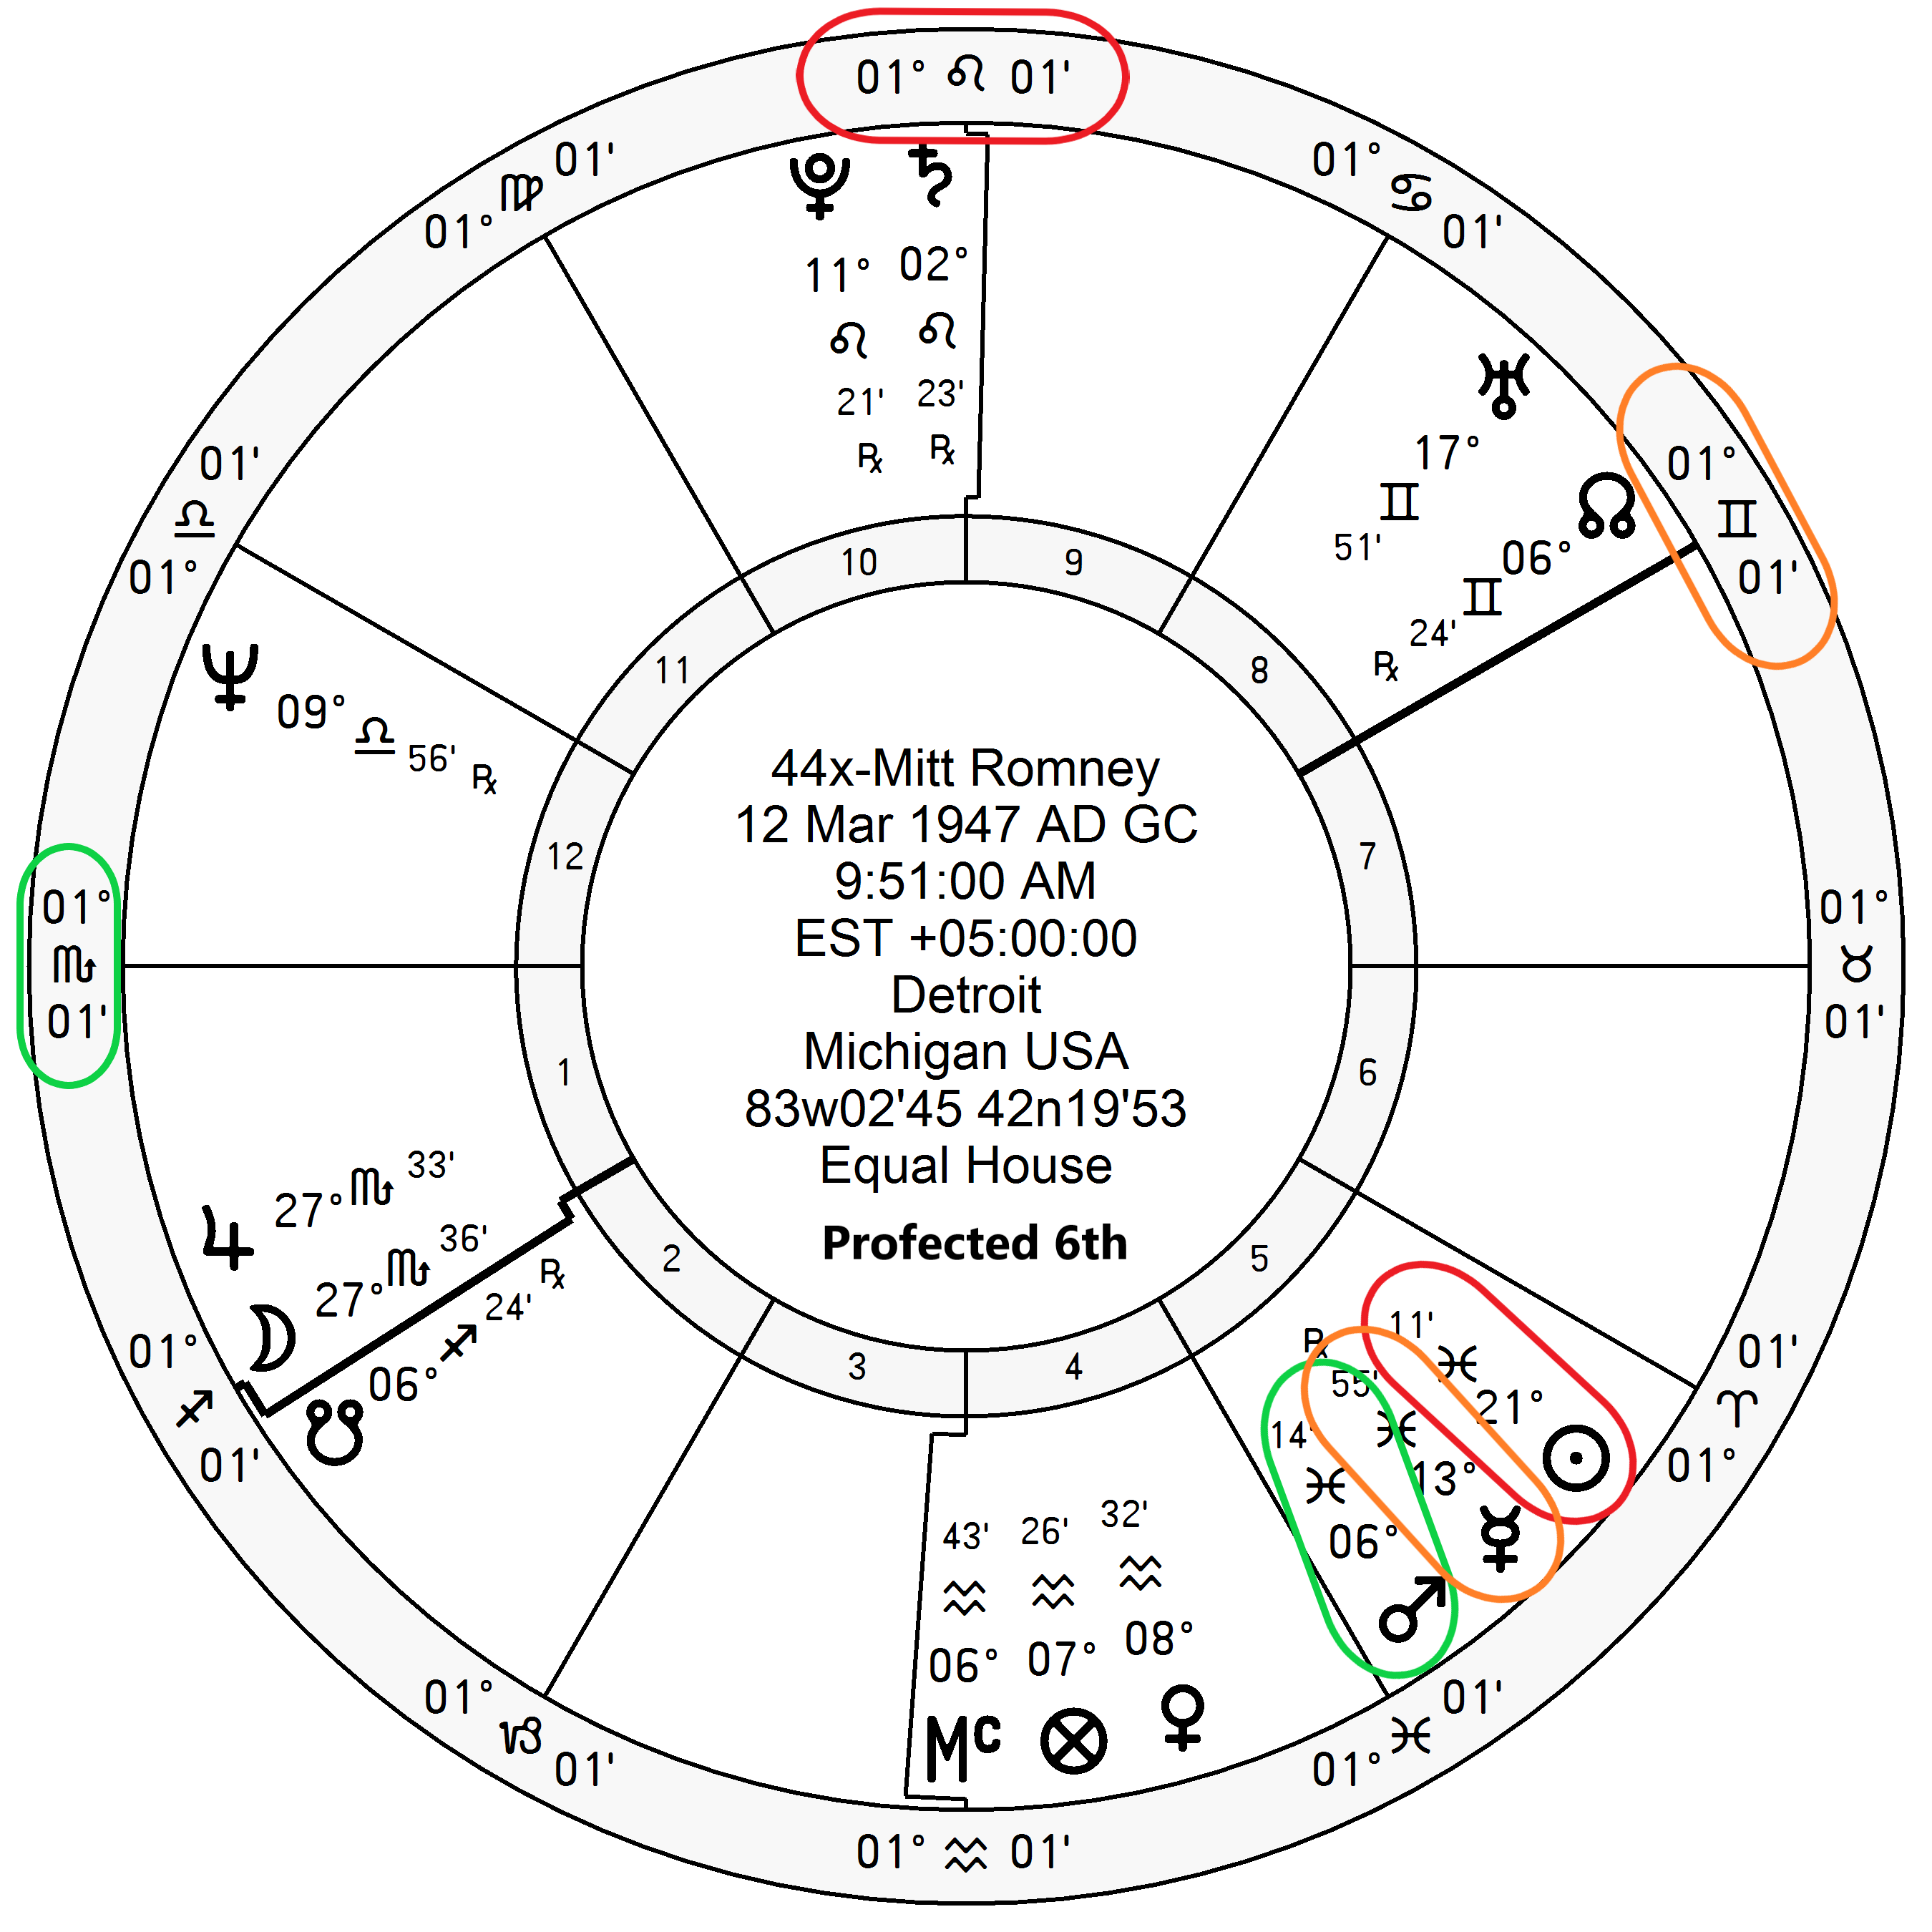 01° ♌ 01'
01° ♍ 01'
01° ♋ 01'
♇ 11° ♌ 21' ℞
♄ 02° ♌ 23' ℞
♅ 17° ♊ 51'
☊ 06° ♊ 24' ℞
01° ♊ 01'
01° ♎ 01'
♆ 09° ♎ 56' ℞
10
9
11
8
12
7
1
6
2
5
3
4
44x-Mitt Romney
12 Mar 1947 AD GC
9:51:00 AM
EST +05:00:00
Detroit
Michigan USA
83w02'45 42n19'53
Equal House
Profected 6th
01° ♏ 01'
01° ♉ 01'
♃ 27° ♏ 33'
☽ 27° ♏ 36'
☋ 06° ♐ 24' ℞
01° ♐ 01'
01° ♈ 01'
☉ 21° ♓ 11'
☿ 13° ♓ 55' ℞
♂ 06° ♓ 14'
Mc 06° ♒ 43'
⊗ 07° ♒ 26'
♀ 08° ♒ 32'
01° ♑ 01'
01° ♓ 01'
01° ♒ 01'